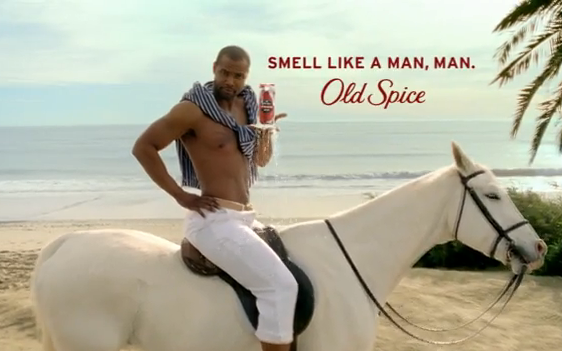 SMELL LIKE A MAN, MAN.
Old Spice